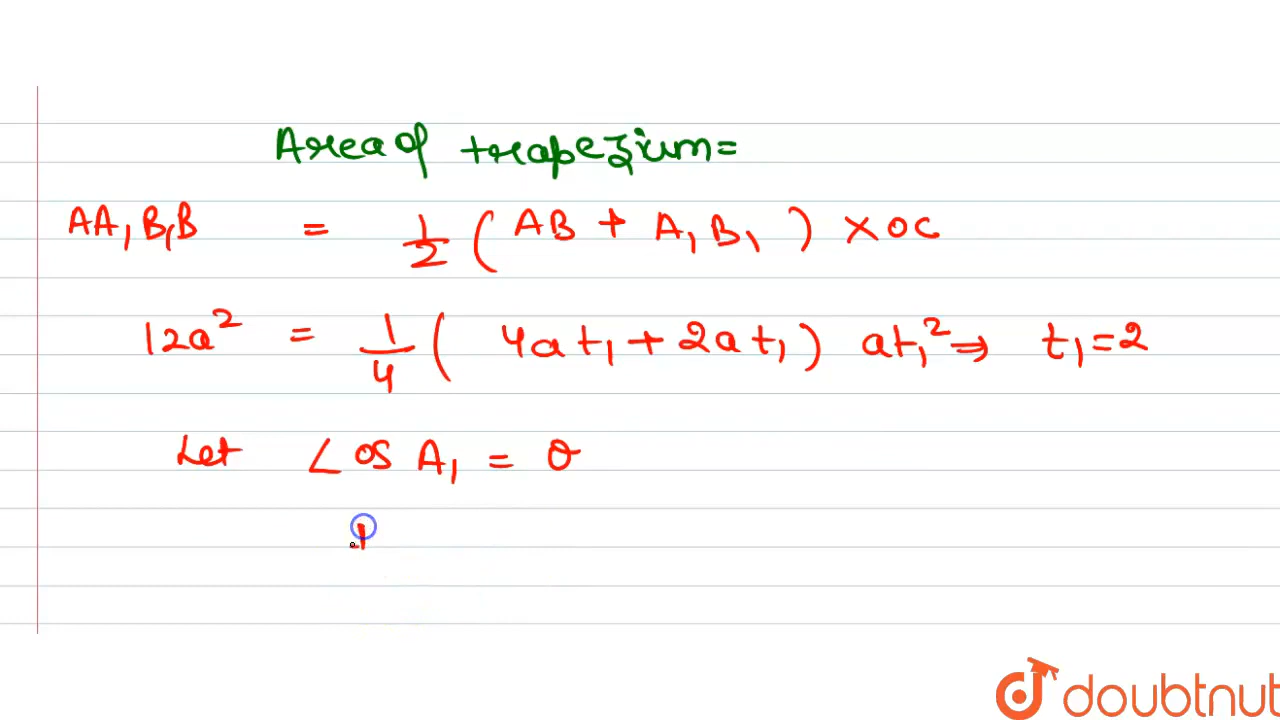 Area of trapezium=
AA₁B₁B = 1/2 ( AB + A₁B₁ ) × OC
12a² = 1/4 ( 4at₁ + 2at₁ ) at₁² ⇒ t₁=2
Let ∠OSA₁ = θ
doubtnut